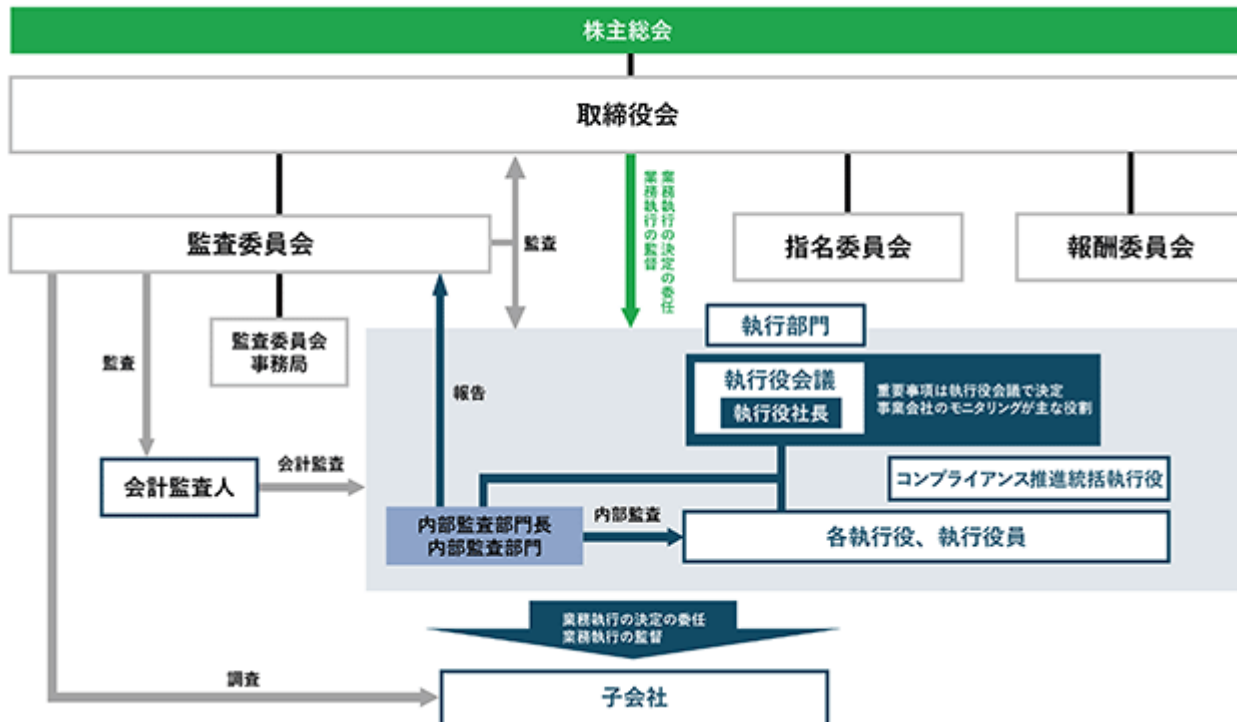 株主総会
取締役会
業務執行の決定の委任
業務執行の監督
監査委員会
監査
指名委員会
報酬委員会
監査委員会
事務局
監査
報告
執行部門
執行役会議
執行役社長
重要事項は執行役会議で決定
事業会社のモニタリングが主な役割
会計監査人
会計監査
コンプライアンス推進統括執行役
内部監査部門長
内部監査部門
内部監査
各執行役、執行役員
業務執行の決定の委任
業務執行の監督
調査
子会社